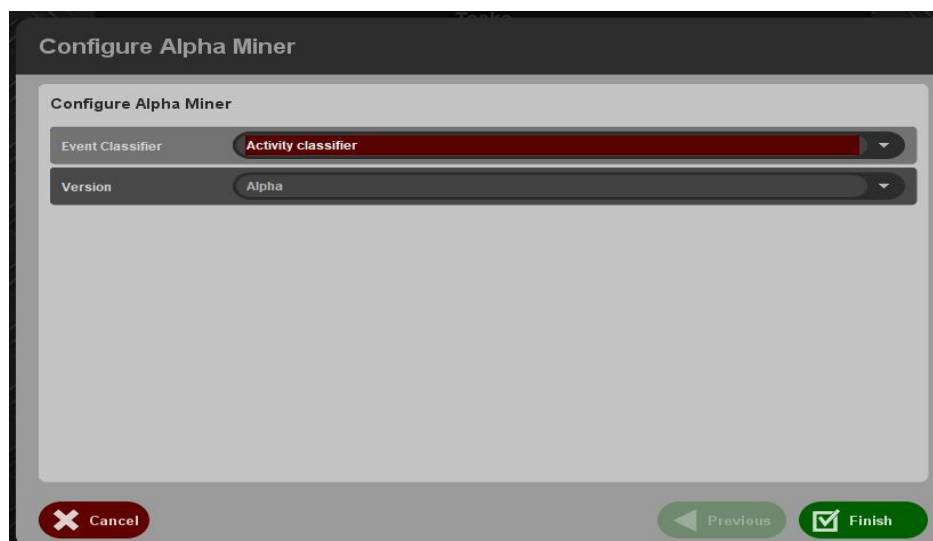 Configure Alpha Miner
Configure Alpha Miner
Event Classifier Activity classifier
Version Alpha
Cancel Previous Finish